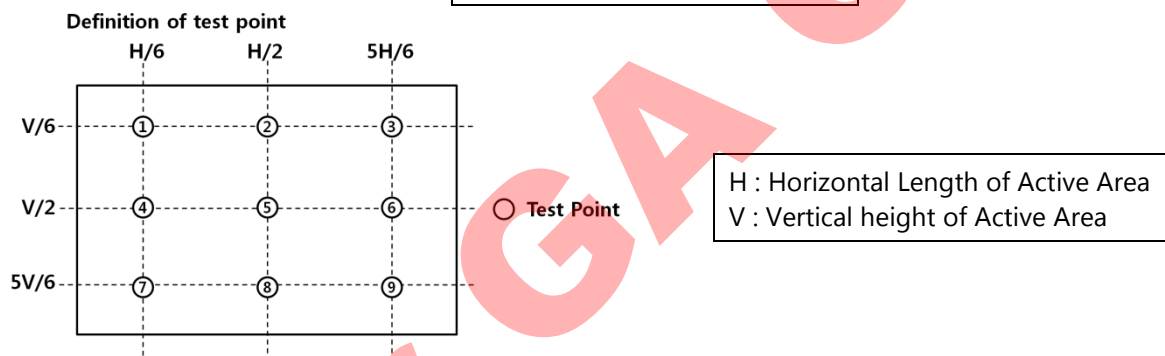 Definition of test point
H/6 H/2 5H/6
V/6 ① ② ③
V/2 ④ ⑤ ⑥ Test Point
5V/6 ⑦ ⑧ ⑨
H : Horizontal Length of Active Area
V : Vertical height of Active Area
GA